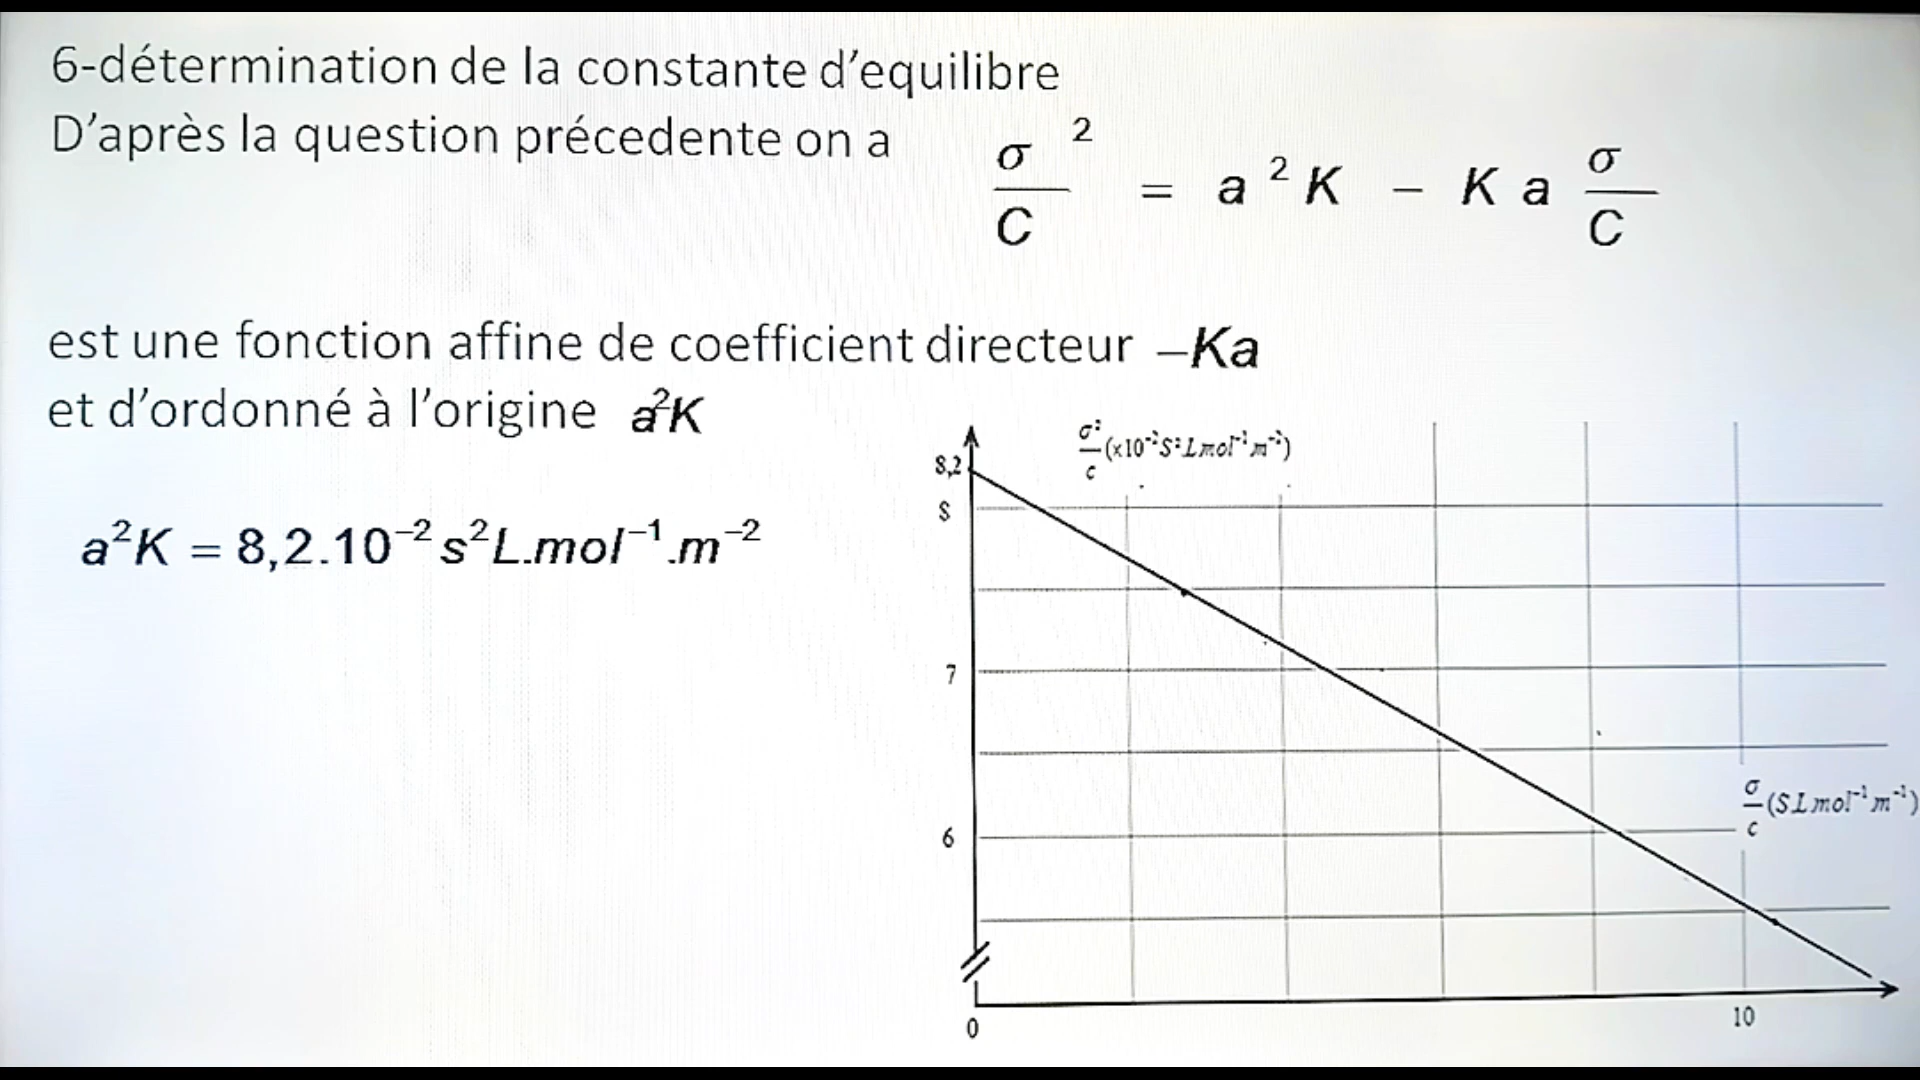 6-détermination de la constante d’equilibre
D’après la question précedente on a
σ² / C = a²K − Ka σ / C
est une fonction affine de coefficient directeur −Ka
et d’ordonné à l’origine a²K
a²K = 8,2.10⁻² s²L.mol⁻¹.m⁻²
σ² / c (×10⁻² S² L mol⁻¹ m⁻²)
8,2
8
7
6
σ / c (S L mol⁻¹ m⁻¹)
0
10